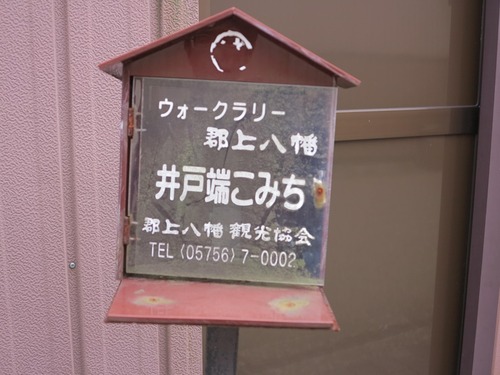 ウォークラリー
郡上八幡
井戸端こみち
郡上八幡観光協会
TEL(05756)7-0002